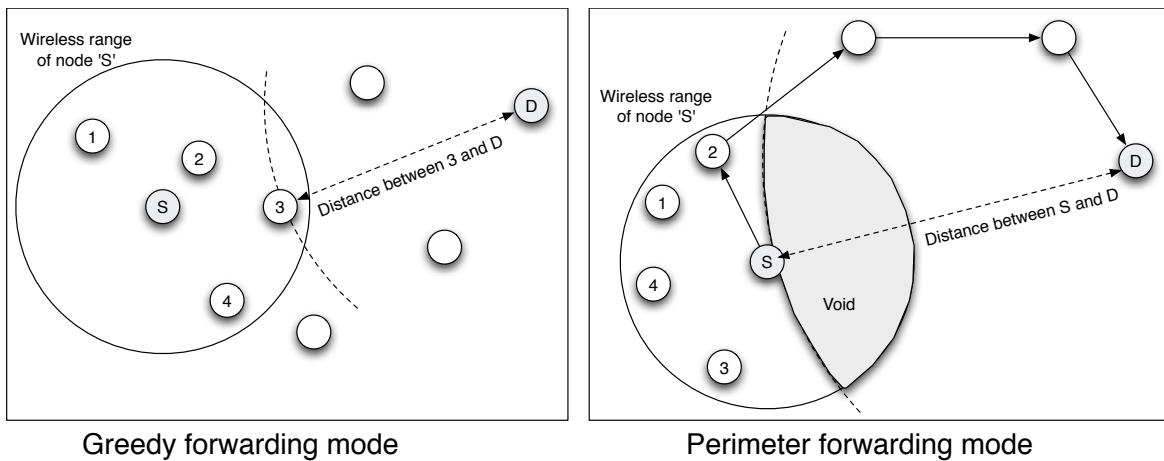 Wireless range
of node 'S'
1
2
S
3
4
D
Distance between 3 and D
Greedy forwarding mode
Wireless range
of node 'S'
2
1
S
4
3
D
Distance between S and D
Void
Perimeter forwarding mode